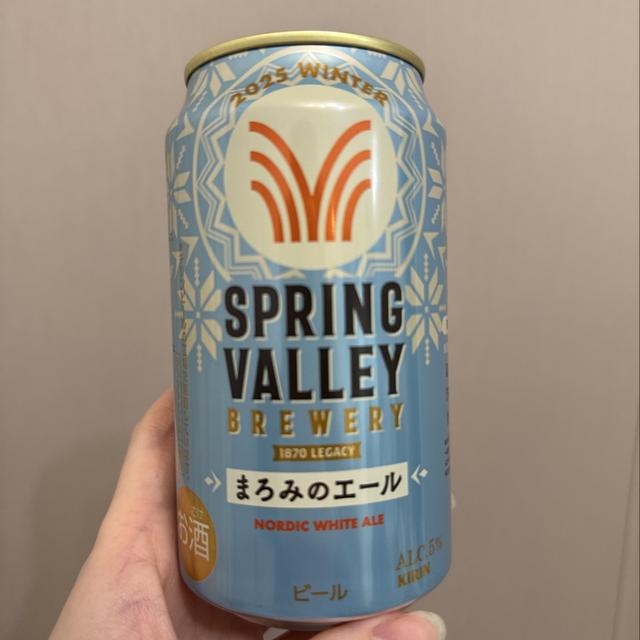 2025 WINTER
SPRING
VALLEY
BREWERY
1870 LEGACY
まろみのエール
NORDIC WHITE ALE
お酒
ALC.5%
KIRIN
ビール